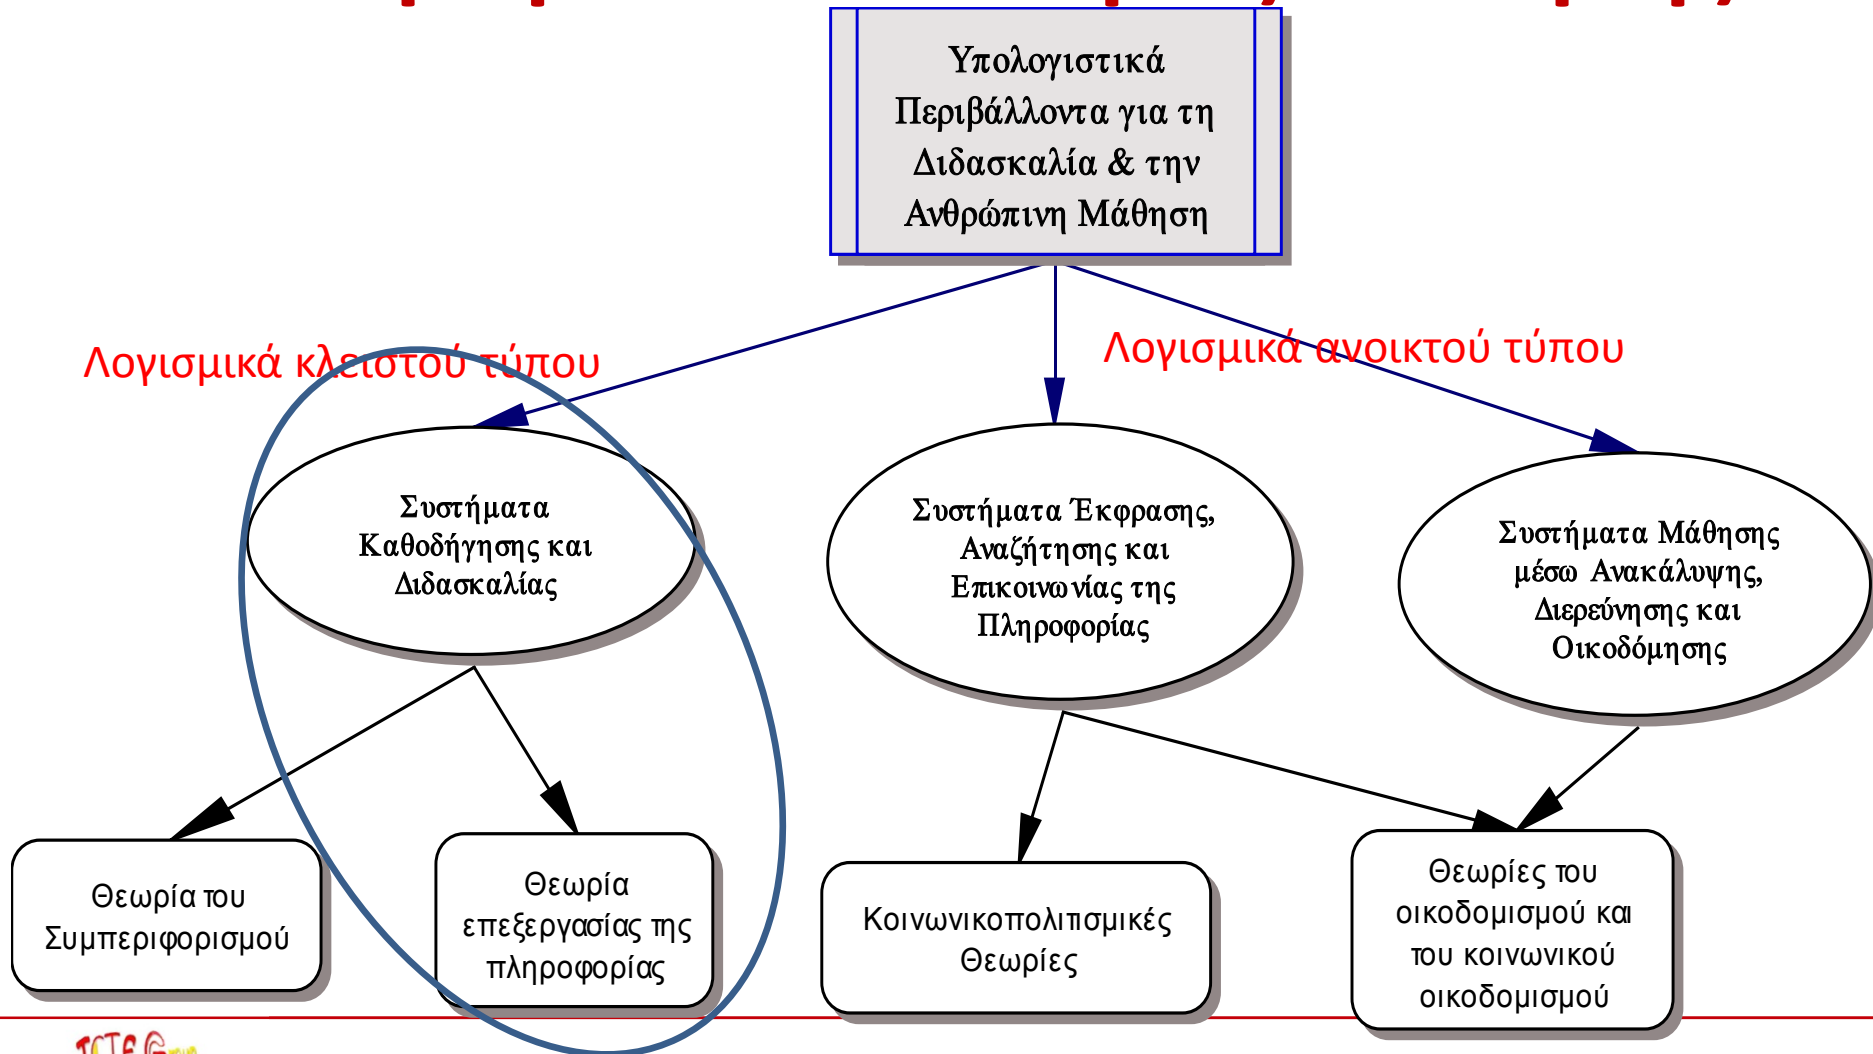 Υπολογιστικά
Περιβάλλοντα για τη
Διδασκαλία & την
Ανθρώπινη Μάθηση
Λογισμικά κλειστού τύπου
Λογισμικά ανοικτού τύπου
Συστήματα
Καθοδήγησης και
Διδασκαλίας
Συστήματα Έκφρασης,
Αναζήτησης και
Επικοινωνίας της
Πληροφορίας
Συστήματα Μάθησης
μέσω Ανακάλυψης,
Διερεύνησης και
Οικοδόμησης
Θεωρία του
Συμπεριφορισμού
Θεωρία
επεξεργασίας της
πληροφορίας
Κοινωνικοπολιτισμικές
Θεωρίες
Θεωρίες του
οικοδομισμού και
του κοινωνικού
οικοδομισμού